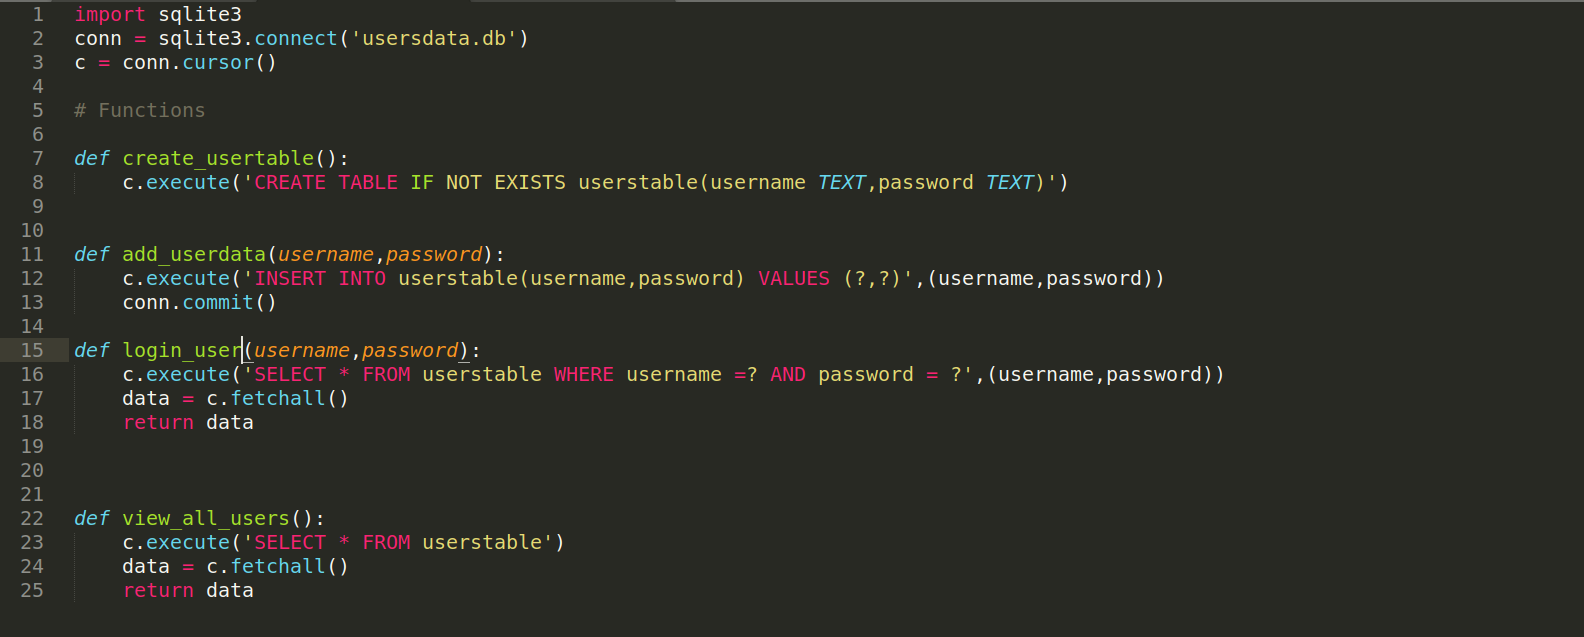 1 import sqlite3
2 conn = sqlite3.connect('usersdata.db')
3 c = conn.cursor()
4
5 # Functions
6
7 def create_usertable():
8     c.execute('CREATE TABLE IF NOT EXISTS userstable(username TEXT,password TEXT)')
9
10
11 def add_userdata(username,password):
12     c.execute('INSERT INTO userstable(username,password) VALUES (?,?)',(username,password))
13     conn.commit()
14
15 def login_user(username,password):
16     c.execute('SELECT * FROM userstable WHERE username =? AND password = ?',(username,password))
17     data = c.fetchall()
18     return data
19
20
21
22 def view_all_users():
23     c.execute('SELECT * FROM userstable')
24     data = c.fetchall()
25     return data